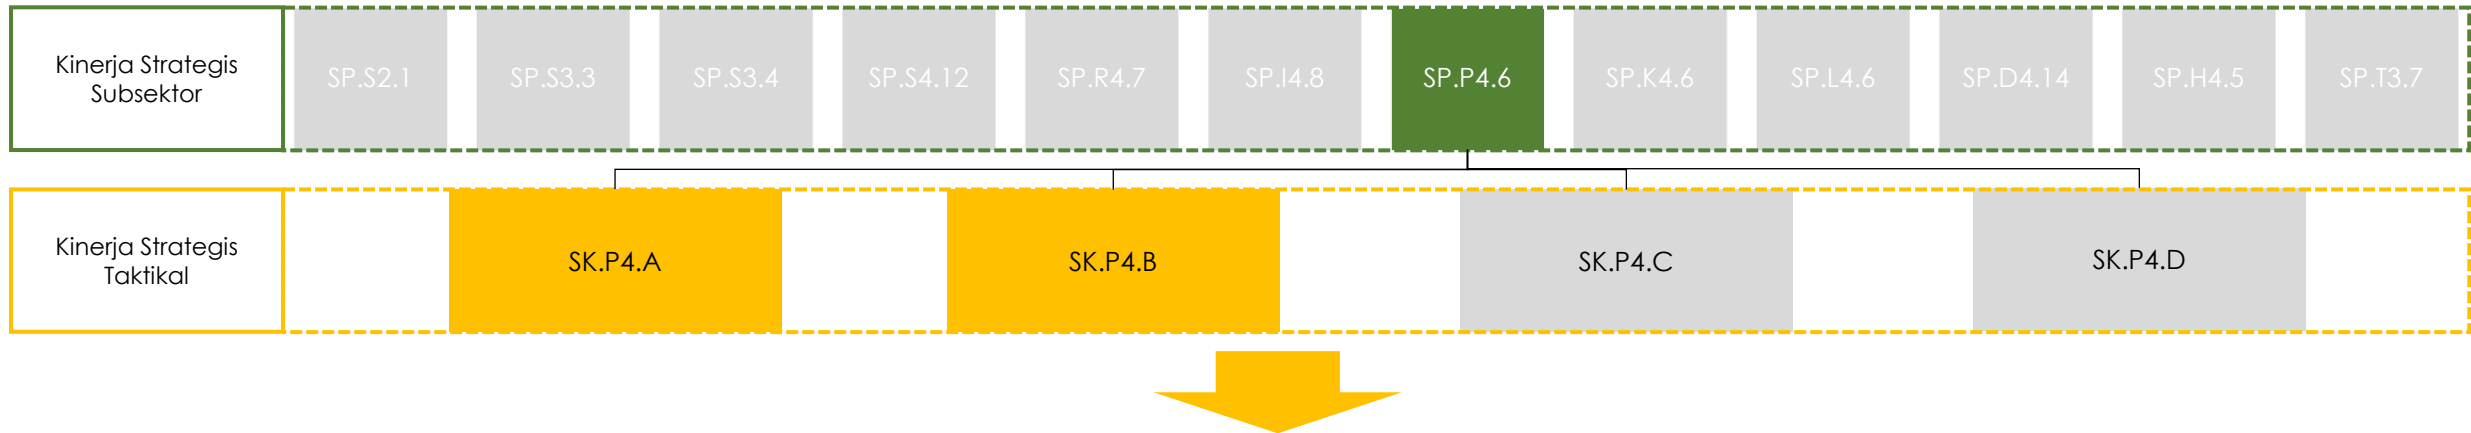 Kinerja Strategis
Subsektor
SP.S2.1
SP.S3.3
SP.S3.4
SP.S4.12
SP.R4.7
SP.I4.8
SP.P4.6
SP.K4.6
SP.L4.6
SP.D4.14
SP.H4.5
SP.T3.7
Kinerja Strategis
Taktikal
SK.P4.A
SK.P4.B
SK.P4.C
SK.P4.D